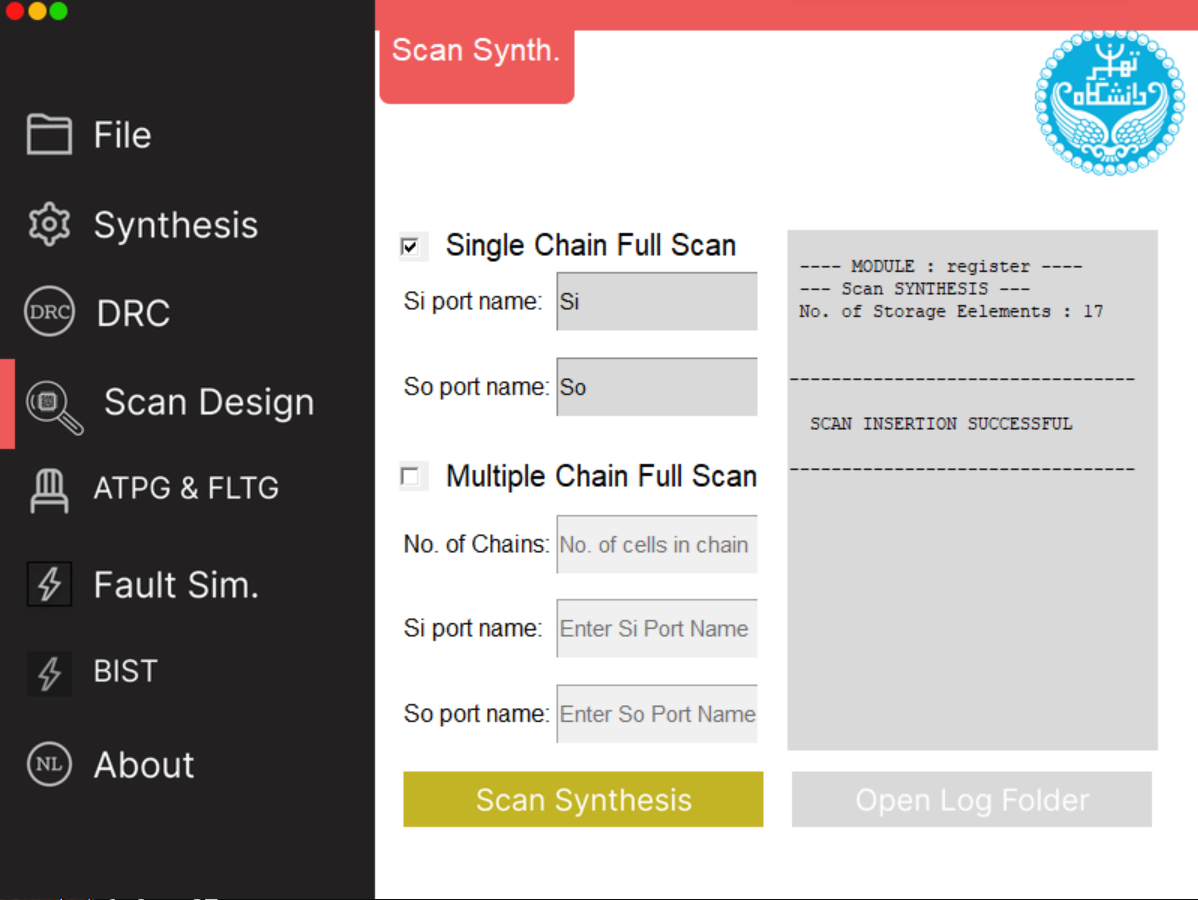 Scan Synth.
تهران
دانشگاه
File
Synthesis
DRC
DRC
Scan Design
ATPG & FLTG
Fault Sim.
BIST
NL
About
Single Chain Full Scan
Si port name:
Si
So port name:
So
Multiple Chain Full Scan
No. of Chains:
No. of cells in chain
Si port name:
Enter Si Port Name
So port name:
Enter So Port Name
Scan Synthesis
---- MODULE : register ----
--- Scan SYNTHESIS ---
No. of Storage Eelements : 17
---------------------------------
SCAN INSERTION SUCCESSFUL
---------------------------------
Open Log Folder